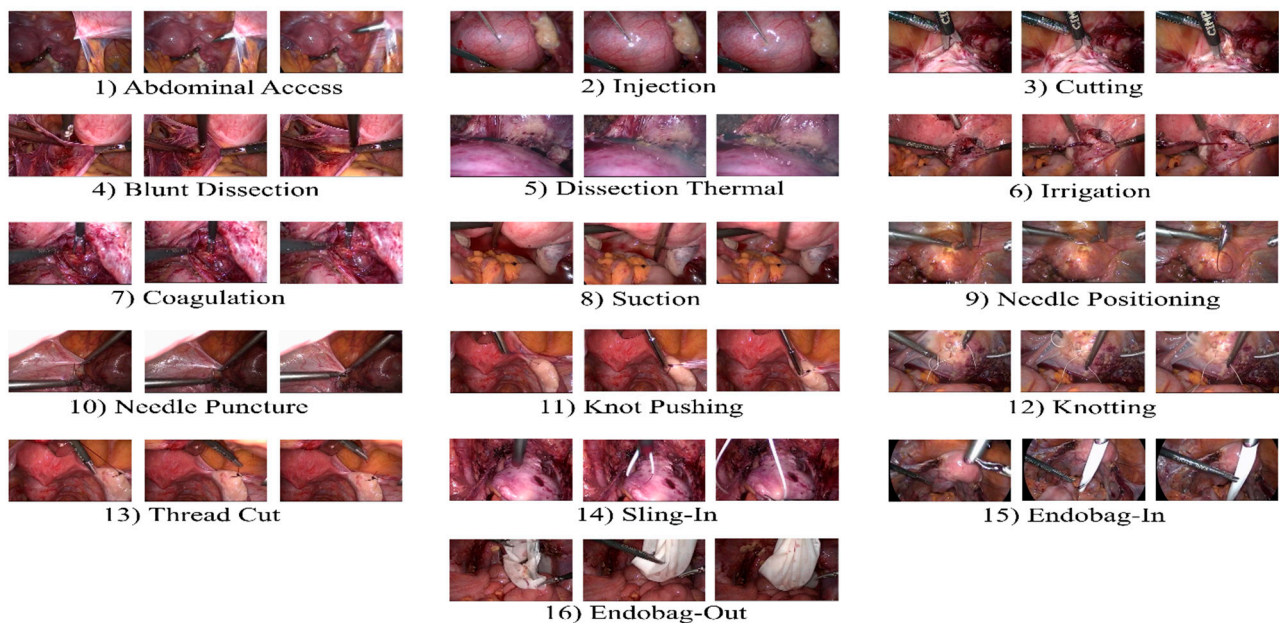 1) Abdominal Access
2) Injection
3) Cutting
4) Blunt Dissection
5) Dissection Thermal
6) Irrigation
7) Coagulation
8) Suction
9) Needle Positioning
10) Needle Puncture
11) Knot Pushing
12) Knotting
13) Thread Cut
14) Sling-In
15) Endobag-In
16) Endobag-Out